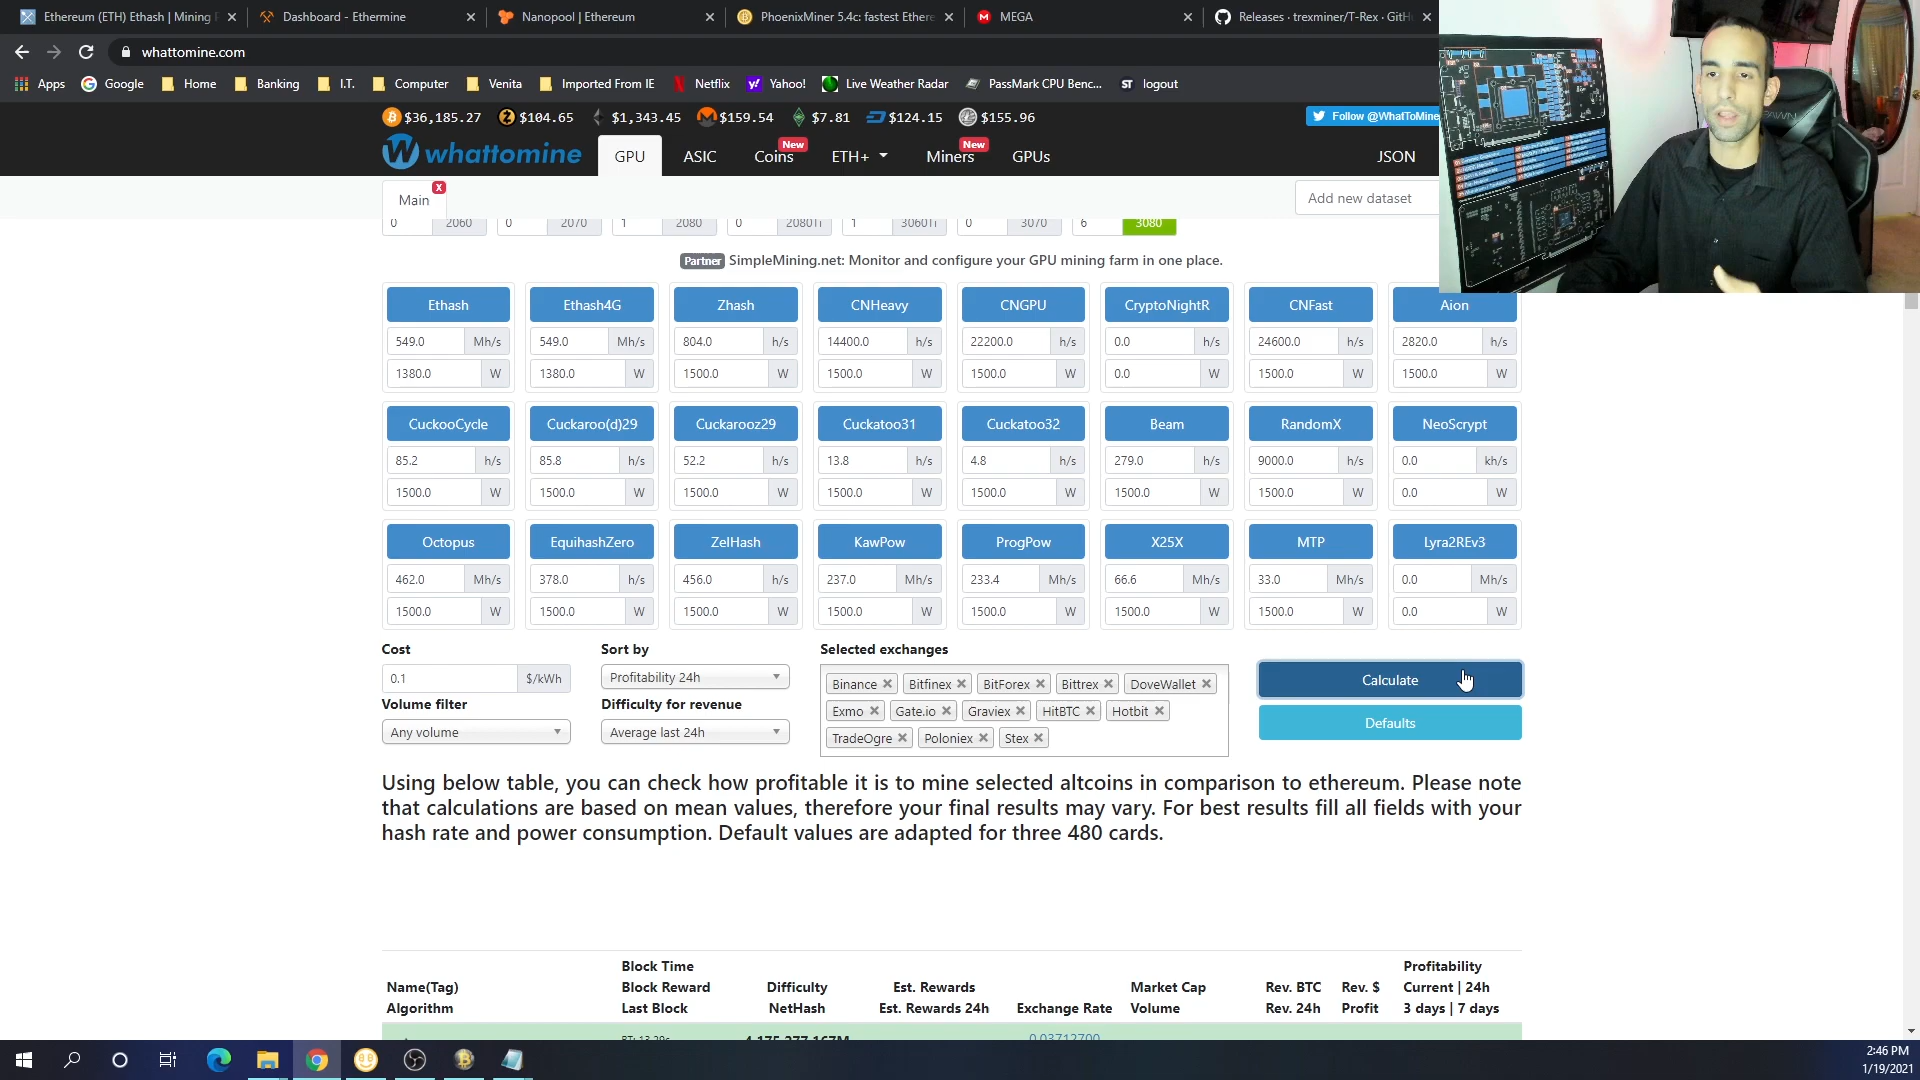 Ethereum (ETH) Ethash | Mining
Dashboard - Ethermine
Nanopool | Ethereum
PhoenixMiner 5.4c: fastest Ethere
MEGA
Releases · trexminer/T-Rex · GitH
whattomine.com
Apps Google Home Banking I.T. Computer Venita Imported From IE Netflix Yahoo! Live Weather Radar PassMark CPU Benc... ST logout
$36,185.27 $104.65 $1,343.45 $159.54 $7.81 $124.15 $155.96
Follow @WhatToMine
whattomine GPU ASIC Coins New ETH+ Miners New GPUs JSON
Main X Add new dataset
0 2060 0 2070 1 2080 0 2080Ti 1 3060Ti 0 3070 6 3080
Partner SimpleMining.net: Monitor and configure your GPU mining farm in one place.
Ethash Ethash4G Zhash CNHeavy CNGPU CryptoNightR CNFast Aion
549.0 Mh/s 549.0 Mh/s 804.0 h/s 14400.0 h/s 22200.0 h/s 0.0 h/s 24600.0 h/s 2820.0 h/s
1380.0 W 1380.0 W 1500.0 W 1500.0 W 1500.0 W 0.0 W 1500.0 W 1500.0 W
CuckooCycle Cuckaroo(d)29 Cuckarooz29 Cuckatoo31 Cuckatoo32 Beam RandomX NeoScrypt
85.2 h/s 85.8 h/s 52.2 h/s 13.8 h/s 4.8 h/s 279.0 h/s 9000.0 h/s 0.0 kh/s
1500.0 W 1500.0 W 1500.0 W 1500.0 W 1500.0 W 1500.0 W 1500.0 W 0.0 W
Octopus EquihashZero ZelHash KawPow ProgPow X25X MTP Lyra2REv3
462.0 Mh/s 378.0 h/s 456.0 h/s 237.0 Mh/s 233.4 Mh/s 66.6 Mh/s 33.0 Mh/s 0.0 Mh/s
1500.0 W 1500.0 W 1500.0 W 1500.0 W 1500.0 W 1500.0 W 1500.0 W 0.0 W
Cost Sort by Selected exchanges
0.1 $/kWh Profitability 24h Binance Bitfinex BitForex Bittrex DoveWallet Calculate
Volume filter Difficulty for revenue Exmo Gate.io Graviex HitBTC Hotbit
Any volume Average last 24h TradeOgre Poloniex Stex Defaults
Using below table, you can check how profitable it is to mine selected altcoins in comparison to ethereum. Please note
that calculations are based on mean values, therefore your final results may vary. For best results fill all fields with your
hash rate and power consumption. Default values are adapted for three 480 cards.
Block Time Profitability
Name(Tag) Block Reward Difficulty Est. Rewards Market Cap Rev. BTC Rev. $ Current | 24h
Algorithm Last Block NetHash Est. Rewards 24h Exchange Rate Volume Rev. 24h Profit 3 days | 7 days
BT: 13.29s 4,175,277,167M 0.03712700
2:46 PM
1/19/2021